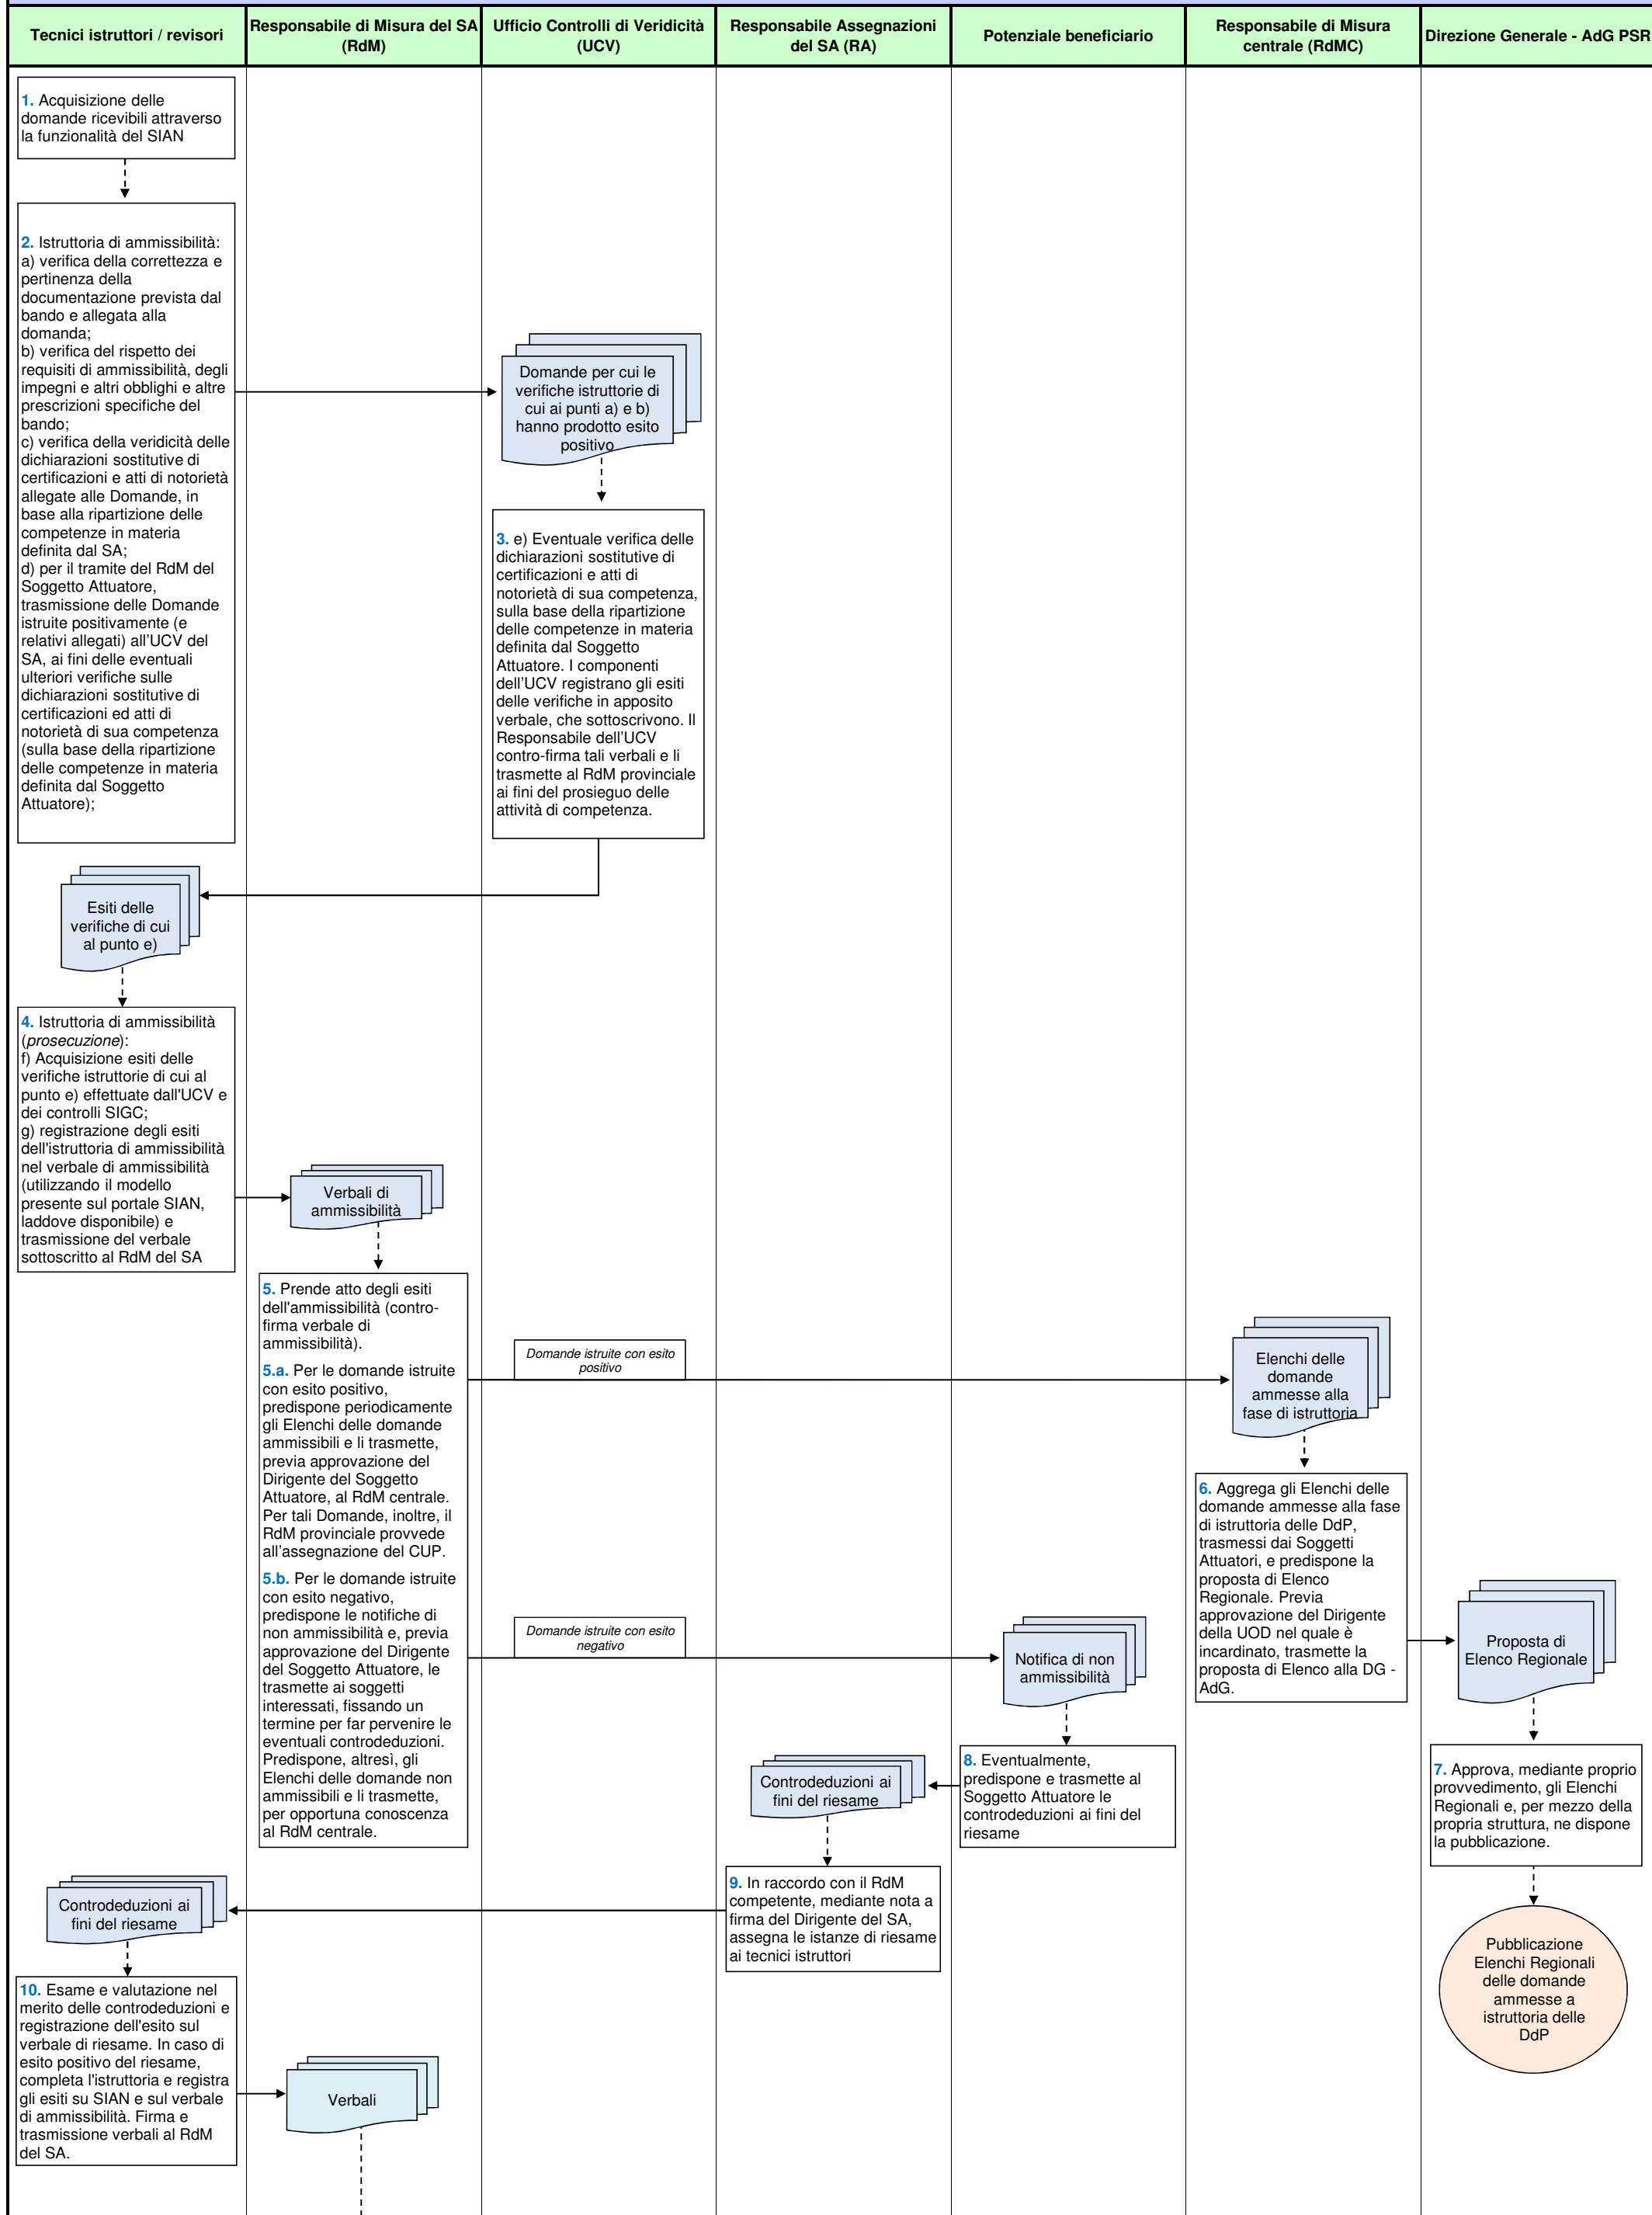 Tecnici istruttori / revisori
Responsabile di Misura del SA
(RdM)
Ufficio Controlli di Veridicità
(UCV)
Responsabile Assegnazioni
del SA (RA)
Potenziale beneficiario
Responsabile di Misura
centrale (RdMC)
Direzione Generale - AdG PSR
1. Acquisizione delle
domande ricevibili attraverso
la funzionalità del SIAN
2. Istruttoria di ammissibilità:
a) verifica della correttezza e
pertinenza della
documentazione prevista dal
bando e allegata alla
domanda;
b) verifica del rispetto dei
requisiti di ammissibilità, degli
impegni e altri obblighi e altre
prescrizioni specifiche del
bando;
c) verifica della veridicità delle
dichiarazioni sostitutive di
certificazioni e atti di notorietà
allegate alle Domande, in
base alla ripartizione delle
competenze in materia
definita dal SA;
d) per il tramite del RdM del
Soggetto Attuatore,
trasmissione delle Domande
istruite positivamente (e
relativi allegati) all'UCV del
SA, ai fini delle eventuali
ulteriori verifiche sulle
dichiarazioni sostitutive di
certificazioni ed atti di
notorietà di sua competenza
(sulla base della ripartizione
delle competenze in materia
definita dal Soggetto
Attuatore);
Domande per cui le
verifiche istruttorie di
cui ai punti a) e b)
hanno prodotto esito
positivo
3. e) Eventuale verifica delle
dichiarazioni sostitutive di
certificazioni e atti di
notorietà di sua competenza,
sulla base della ripartizione
delle competenze in materia
definita dal Soggetto
Attuatore. I componenti
dell'UCV registrano gli esiti
delle verifiche in apposito
verbale, che sottoscrivono. Il
Responsabile dell'UCV
contro-firma tali verbali e li
trasmette al RdM provinciale
ai fini del prosieguo delle
attività di competenza.
Esiti delle
verifiche di cui
al punto e)
4. Istruttoria di ammissibilità
(prosecuzione):
f) Acquisizione esiti delle
verifiche istruttorie di cui al
punto e) effettuate dall'UCV e
dei controlli SIGC;
g) registrazione degli esiti
dell'istruttoria di ammissibilità
nel verbale di ammissibilità
(utilizzando il modello
presente sul portale SIAN,
laddove disponibile) e
trasmissione del verbale
sottoscritto al RdM del SA
Verbali di
ammissibilità
5. Prende atto degli esiti
dell'ammissibilità (contro-
firma verbale di
ammissibilità).
5.a. Per le domande istruite
con esito positivo,
predispone periodicamente
gli Elenchi delle domande
ammissibili e li trasmette,
previa approvazione del
Dirigente del Soggetto
Attuatore, al RdM centrale.
Per tali Domande, inoltre, il
RdM provinciale provvede
all'assegnazione del CUP.
5.b. Per le domande istruite
con esito negativo,
predispone le notifiche di
non ammissibilità e, previa
approvazione del Dirigente
del Soggetto Attuatore, le
trasmette ai soggetti
interessati, fissando un
termine per far pervenire le
eventuali controdeduzioni.
Predispone, altresì, gli
Elenchi delle domande non
ammissibili e li trasmette,
per opportuna conoscenza
al RdM centrale.
Domande istruite con esito
positivo
Elenchi delle
domande
ammesse alla
fase di istruttoria
6. Aggrega gli Elenchi delle
domande ammesse alla fase
di istruttoria delle DdP,
trasmessi dai Soggetti
Attuatori, e predispone la
proposta di Elenco
Regionale. Previa
approvazione del Dirigente
della UOD nel quale è
incardinato, trasmette la
proposta di Elenco alla DG -
AdG.
Domande istruite con esito
negativo
Notifica di non
ammissibilità
Proposta di
Elenco Regionale
7. Approva, mediante proprio
provvedimento, gli Elenchi
Regionali e, per mezzo della
propria struttura, ne dispone
la pubblicazione.
8. Eventualmente,
predispone e trasmette al
Soggetto Attuatore le
controdeduzioni ai fini del
riesame
Controdeduzioni ai
fini del riesame
9. In raccordo con il RdM
competente, mediante nota a
firma del Dirigente del SA,
assegna le istanze di riesame
ai tecnici istruttori
Controdeduzioni ai
fini del riesame
Pubblicazione
Elenchi Regionali
delle domande
ammesse a
istruttoria delle
DdP
10. Esame e valutazione nel
merito delle controdeduzioni e
registrazione dell'esito sul
verbale di riesame. In caso di
esito positivo del riesame,
completa l'istruttoria e registra
gli esiti su SIAN e sul verbale
di ammissibilità. Firma e
trasmissione verbali al RdM
del SA.
Verbali